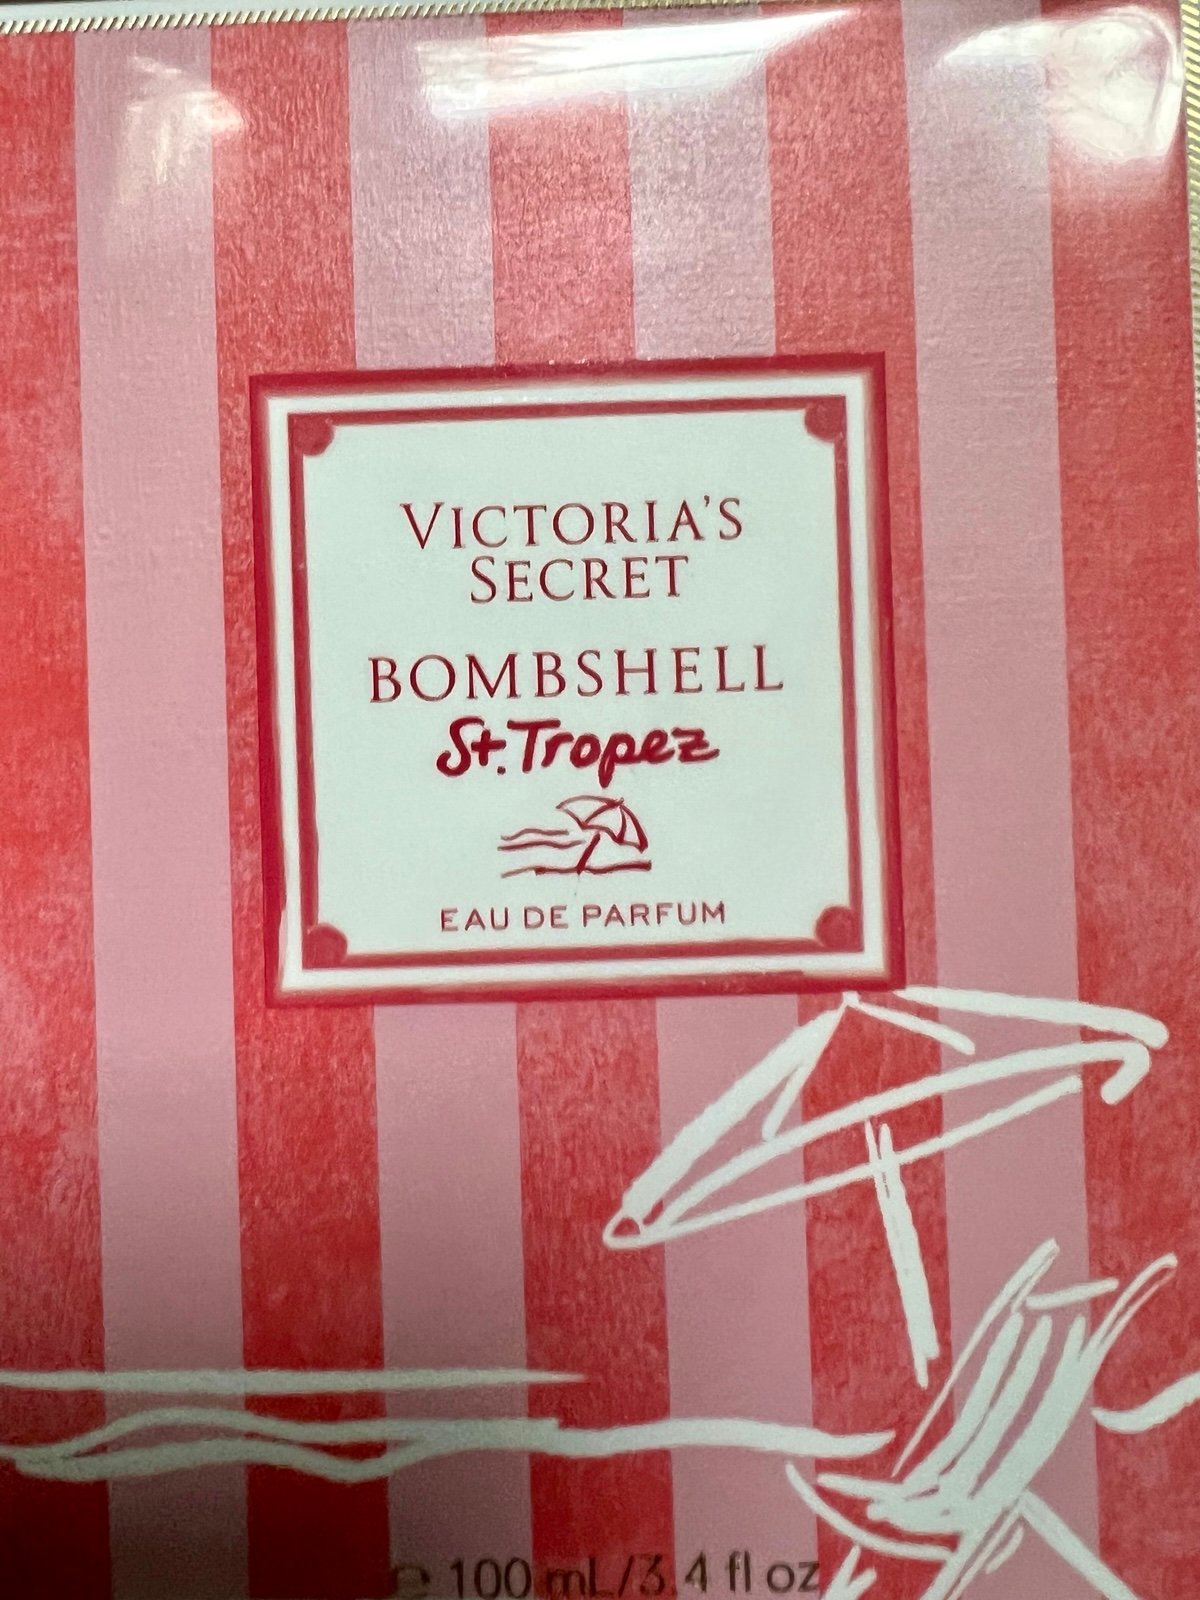 VICTORIA'S
SECRET
BOMBSHELL
St. Tropez
EAU DE PARFUM
℮ 100 mL/3.4 fl oz